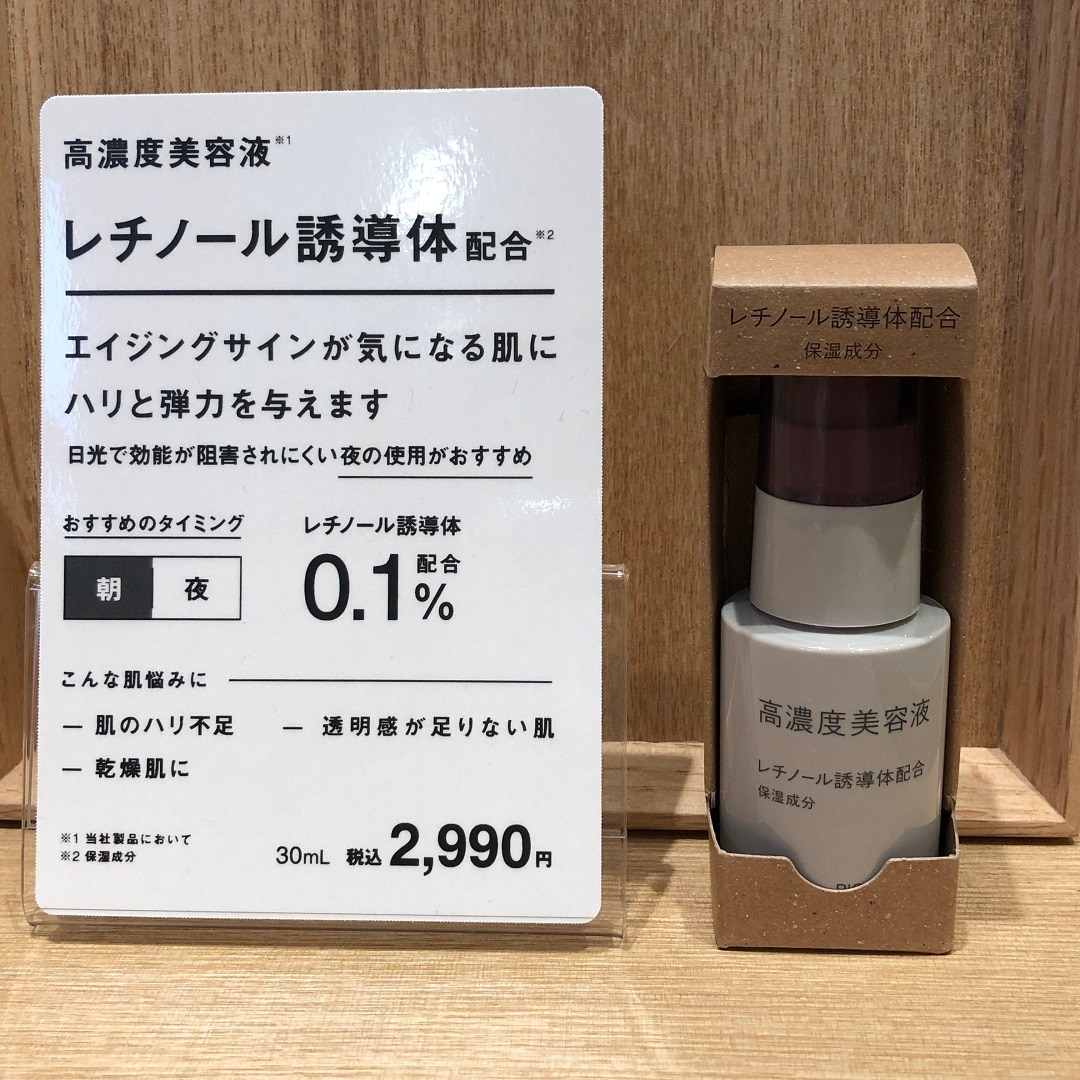 高濃度美容液※1
レチノール誘導体配合※2
エイジングサインが気になる肌に
ハリと弾力を与えます
日光で効能が阻害されにくい夜の使用がおすすめ
おすすめのタイミング
朝 夜
レチノール誘導体
0.1%配合
こんな肌悩みに
— 肌のハリ不足 — 透明感が足りない肌
— 乾燥肌に
※1 当社製品において
※2 保湿成分
30mL 税込2,990円
レチノール誘導体配合
保湿成分
高濃度美容液
レチノール誘導体配合
保湿成分